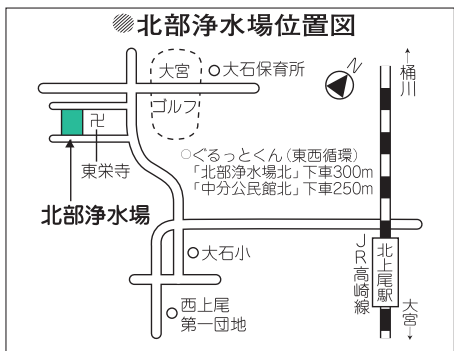 北部浄水場位置図
大宮
ゴルフ
大石保育所
N
↑桶川
卍
東栄寺
北部浄水場
○ぐるっとくん(東西循環)
「北部浄水場北」下車300m
「中分公民館北」下車250m
大石小
JR高崎線
北上尾駅
西上尾
第一団地
大宮↓